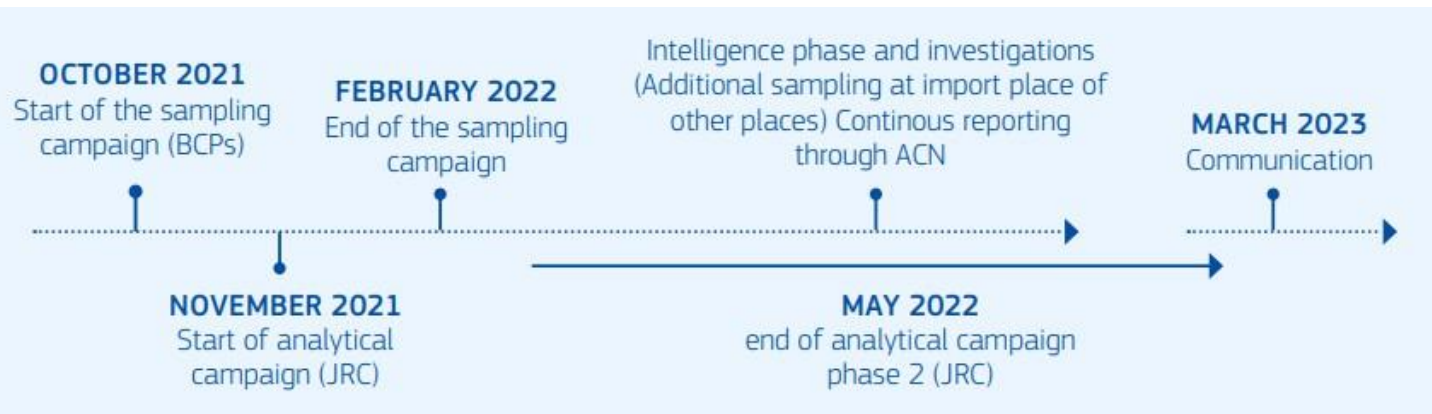 OCTOBER 2021
Start of the sampling
campaign (BCPs)
FEBRUARY 2022
End of the sampling
campaign
Intelligence phase and investigations
(Additional sampling at import place of
other places) Continous reporting
through ACN
MARCH 2023
Communication
NOVEMBER 2021
Start of analytical
campaign (JRC)
MAY 2022
end of analytical campaign
phase 2 (JRC)